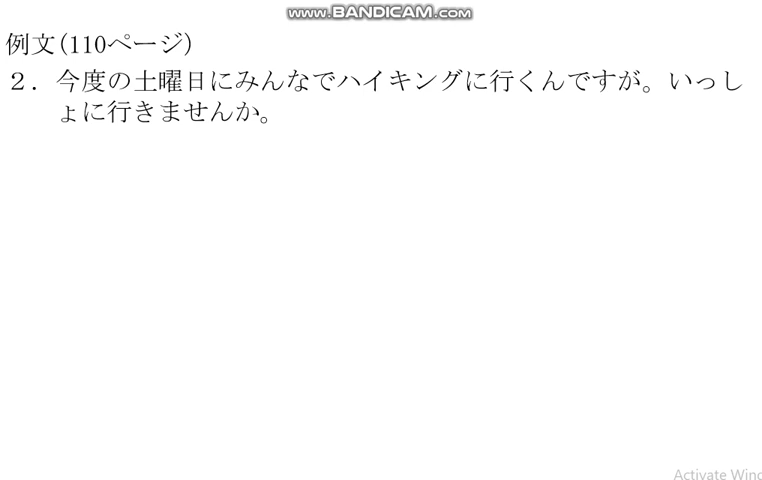 www.BANDICAM.com
例文(110ページ)
２．今度の土曜日にみんなでハイキングに行くんですが。いっし
ょに行きませんか。
Activate Wind